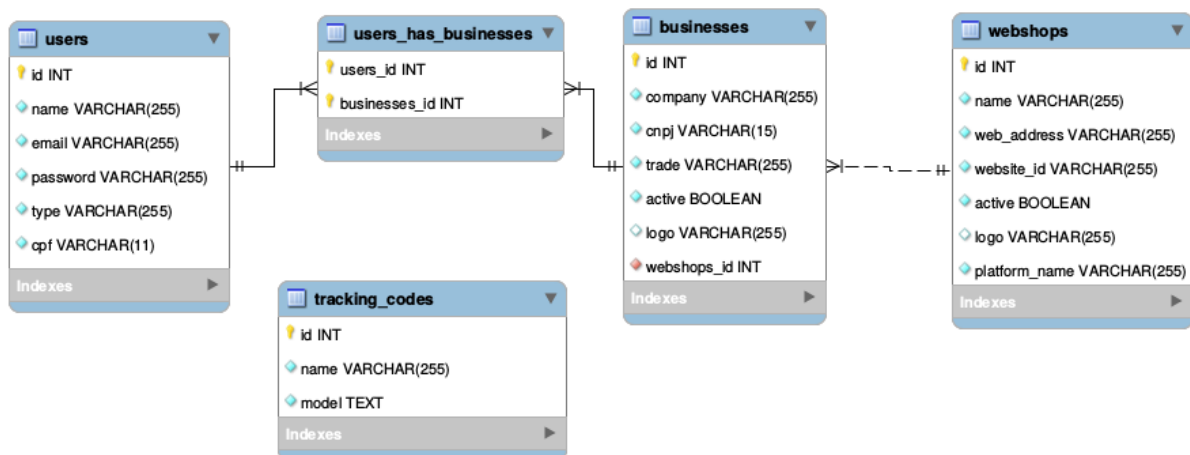 users
id INT
name VARCHAR(255)
email VARCHAR(255)
password VARCHAR(255)
type VARCHAR(255)
cpf VARCHAR(11)
Indexes
users_has_businesses
users_id INT
businesses_id INT
Indexes
businesses
id INT
company VARCHAR(255)
cnpj VARCHAR(15)
trade VARCHAR(255)
active BOOLEAN
logo VARCHAR(255)
webshops_id INT
Indexes
webshops
id INT
name VARCHAR(255)
web_address VARCHAR(255)
website_id VARCHAR(255)
active BOOLEAN
logo VARCHAR(255)
platform_name VARCHAR(255)
Indexes
tracking_codes
id INT
name VARCHAR(255)
model TEXT
Indexes